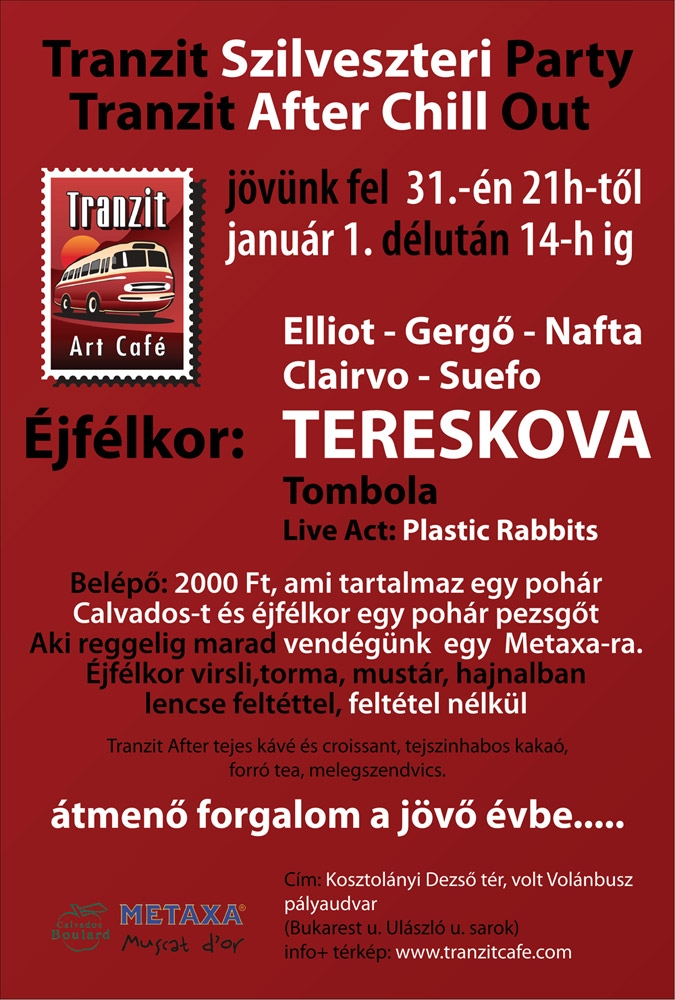 Tranzit Szilveszteri Party
Tranzit After Chill Out
Tranzit
Art Café
jövünk fel 31.-én 21h-től
január 1. délután 14-h ig
Elliot - Gergő - Nafta
Clairvo - Suefo
Éjfélkor: TERESKOVA
Tombola
Live Act: Plastic Rabbits
Belépő: 2000 Ft, ami tartalmaz egy pohár
Calvados-t és éjfélkor egy pohár pezsgőt
Aki reggelig marad vendégünk egy Metaxa-ra.
Éjfélkor virsli,torma, mustár, hajnalban
lencse feltéttel, feltétel nélkül
Tranzit After tejes kávé és croissant, tejszinhabos kakaó,
forró tea, melegszendvics.
átmenő forgalom a jövő évbe.....
Calvados
Boulard
METAXA®
Muscat d'or
Cím: Kosztolányi Dezső tér, volt Volánbusz
pályaudvar
(Bukarest u. Ulászló u. sarok)
info+ térkép: www.tranzitcafe.com